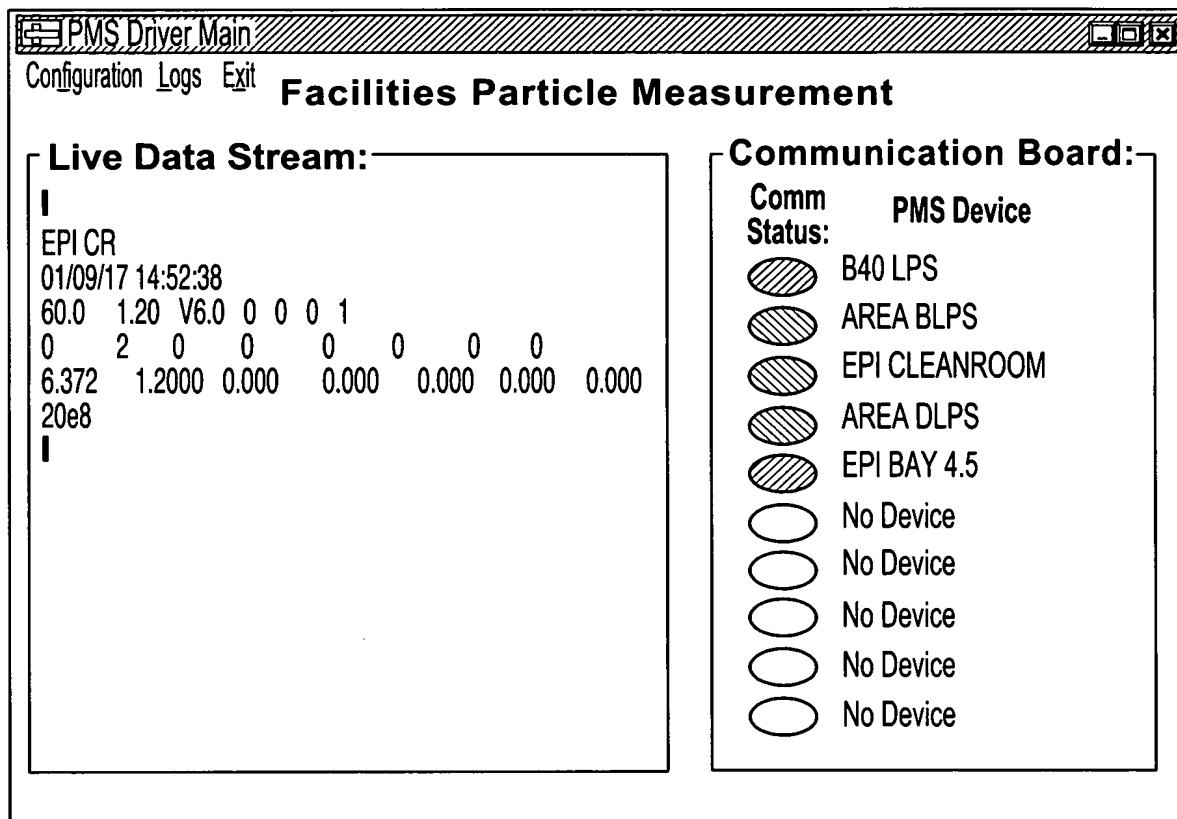 PMS Driver Main
Configuration Logs Exit
Facilities Particle Measurement
Live Data Stream:
EPI CR
01/09/17 14:52:38
60.0 1.20 V6.0 0 0 0 1
0 2 0 0 0 0 0 0
6.372 1.2000 0.000 0.000 0.000 0.000 0.000
20e8
Communication Board:
Comm Status:
PMS Device
B40 LPS
AREA BLPS
EPI CLEANROOM
AREA DLPS
EPI BAY 4.5
No Device
No Device
No Device
No Device
No Device